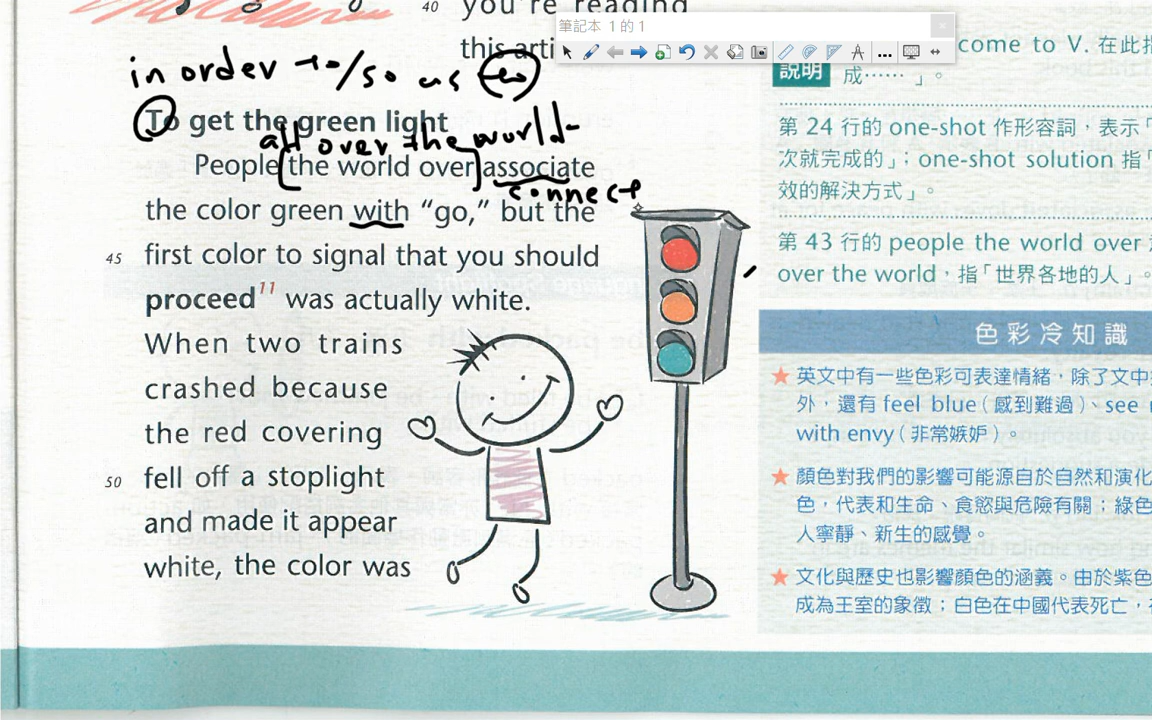 40 you're reading
this arti
筆記本 1 的 1
in order to/so as to
To get the green light
all over the world
People the world over associate
connect
the color green with “go,” but the
45 first color to signal that you should
proceed11 was actually white.
When two trains
crashed because
the red covering
50 fell off a stoplight
and made it appear
white, the color was
come to V. 在此指
說明 成…… 」。
第 24 行的 one-shot 作形容詞，表示「
次就完成的」；one-shot solution 指「
效的解決方式」。
第 43 行的 people the world over
over the world，指「世界各地的人」。
色彩冷知識
★ 英文中有一些色彩可表達情緒，除了文中
外，還有 feel blue（感到難過）、see
with envy（非常嫉妒）。
★ 顏色對我們的影響可能源自於自然和演化
色，代表和生命、食慾與危險有關；綠色
人寧靜、新生的感覺。
★ 文化與歷史也影響顏色的涵義。由於紫色
成為王室的象徵；白色在中國代表死亡，